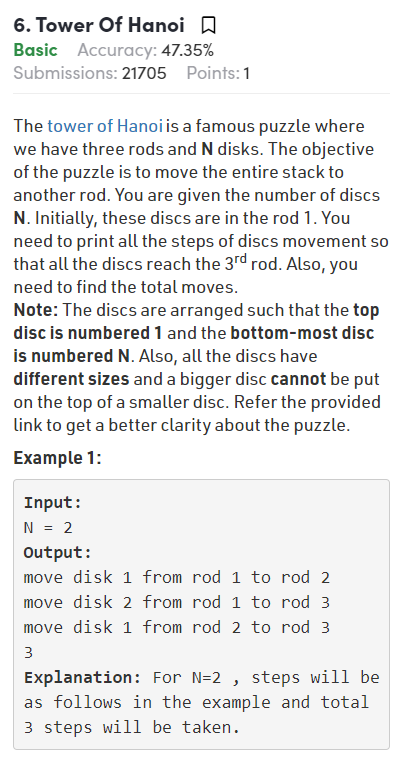 6. Tower Of Hanoi
Basic Accuracy: 47.35%
Submissions: 21705 Points: 1
The tower of Hanoi is a famous puzzle where
we have three rods and N disks. The objective
of the puzzle is to move the entire stack to
another rod. You are given the number of discs
N. Initially, these discs are in the rod 1. You
need to print all the steps of discs movement so
that all the discs reach the 3rd rod. Also, you
need to find the total moves.
Note: The discs are arranged such that the top
disc is numbered 1 and the bottom-most disc
is numbered N. Also, all the discs have
different sizes and a bigger disc cannot be put
on the top of a smaller disc. Refer the provided
link to get a better clarity about the puzzle.
Example 1:
Input:
N = 2
Output:
move disk 1 from rod 1 to rod 2
move disk 2 from rod 1 to rod 3
move disk 1 from rod 2 to rod 3
3
Explanation: For N=2 , steps will be
as follows in the example and total
3 steps will be taken.